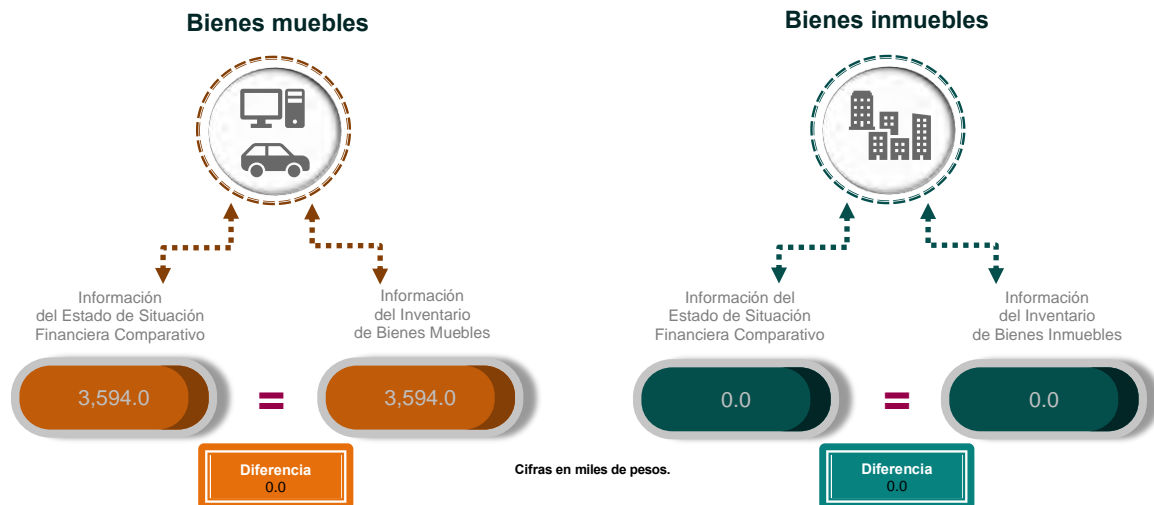 Bienes muebles
Información
del Estado de Situación
Financiera Comparativo
Información
del Inventario
de Bienes Muebles
3,594.0
=
3,594.0
Diferencia
0.0
Cifras en miles de pesos.
Bienes inmuebles
Información del
Estado de Situación
Financiera Comparativo
Información
del Inventario
de Bienes Inmuebles
0.0
=
0.0
Diferencia
0.0